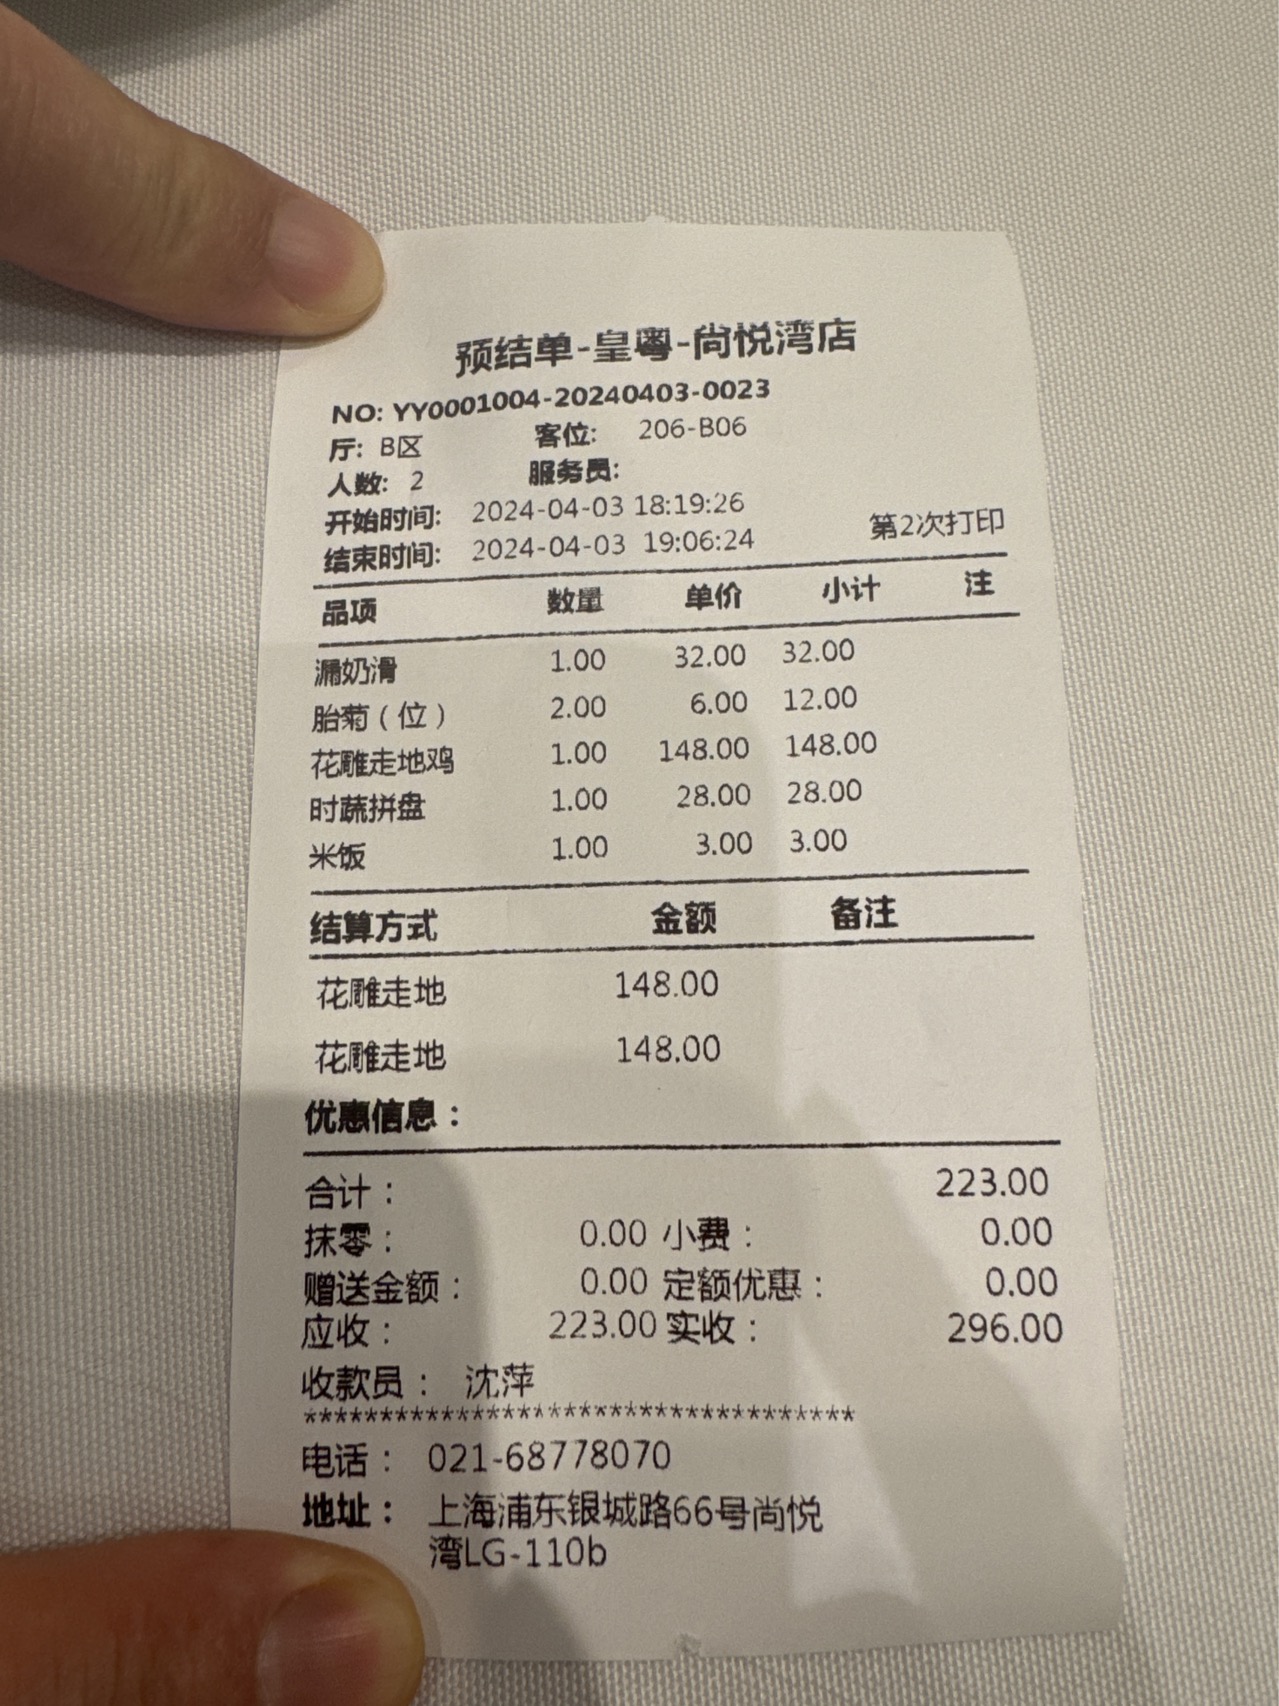 预结单-皇粤-尚悦湾店
NO: YY0001004-20240403-0023
厅: B区 客位: 206-B06
人数: 2 服务员:
开始时间: 2024-04-03 18:19:26
结束时间: 2024-04-03 19:06:24 第2次打印
品项 数量 单价 小计 注
漏奶滑 1.00 32.00 32.00
胎菊（位） 2.00 6.00 12.00
花雕走地鸡 1.00 148.00 148.00
时蔬拼盘 1.00 28.00 28.00
米饭 1.00 3.00 3.00
结算方式 金额 备注
花雕走地 148.00
花雕走地 148.00
优惠信息：
合计： 223.00
抹零： 0.00 小费： 0.00
赠送金额： 0.00 定额优惠： 0.00
应收： 223.00 实收： 296.00
收款员： 沈萍
************************************
电话： 021-68778070
地址： 上海浦东银城路66号尚悦
湾LG-110b